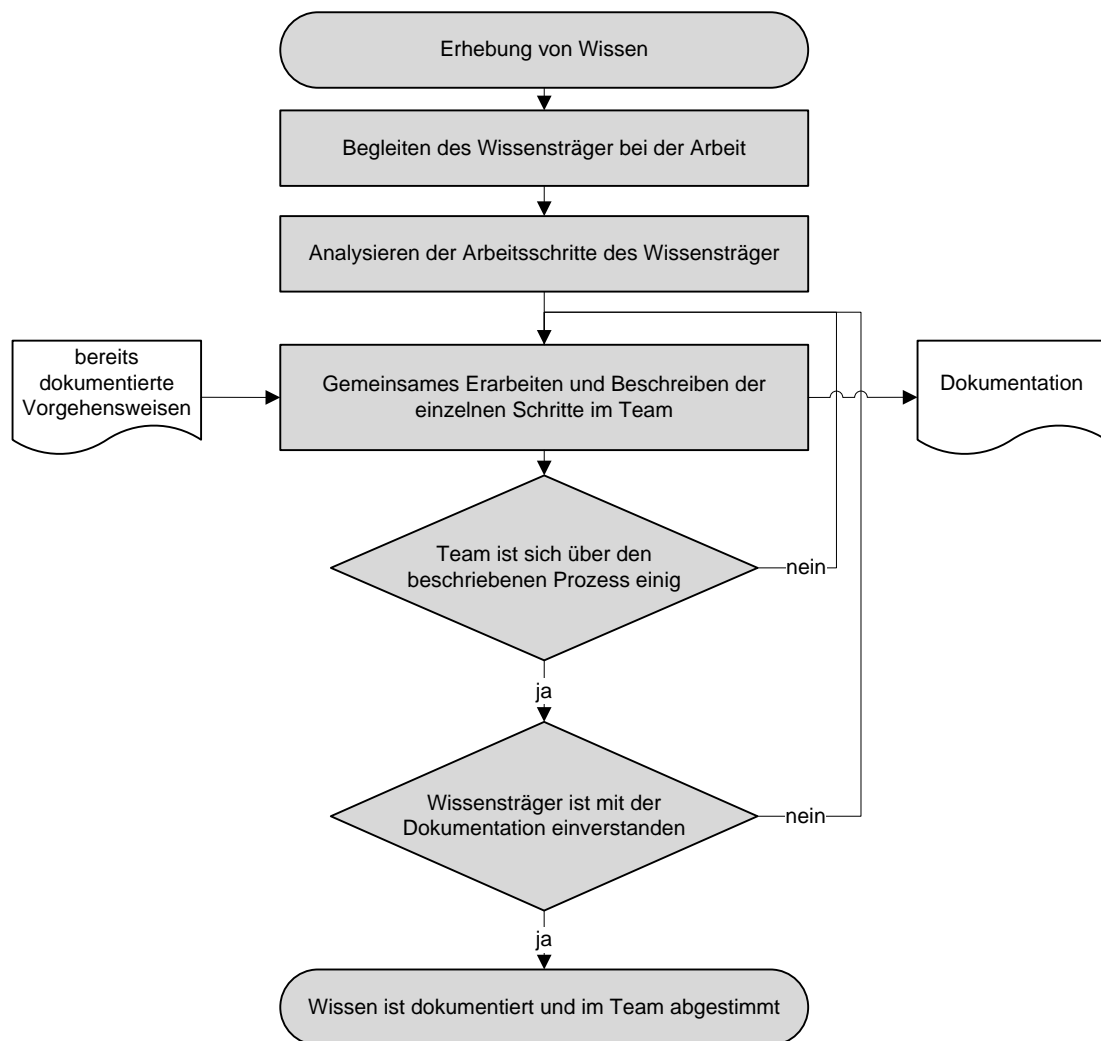 Erhebung von Wissen
Begleiten des Wissensträger bei der Arbeit
Analysieren der Arbeitsschritte des Wissensträger
bereits
dokumentierte
Vorgehensweisen
Gemeinsames Erarbeiten und Beschreiben der
einzelnen Schritte im Team
Dokumentation
Team ist sich über den
beschriebenen Prozess einig
nein
ja
Wissensträger ist mit der
Dokumentation einverstanden
nein
ja
Wissen ist dokumentiert und im Team abgestimmt